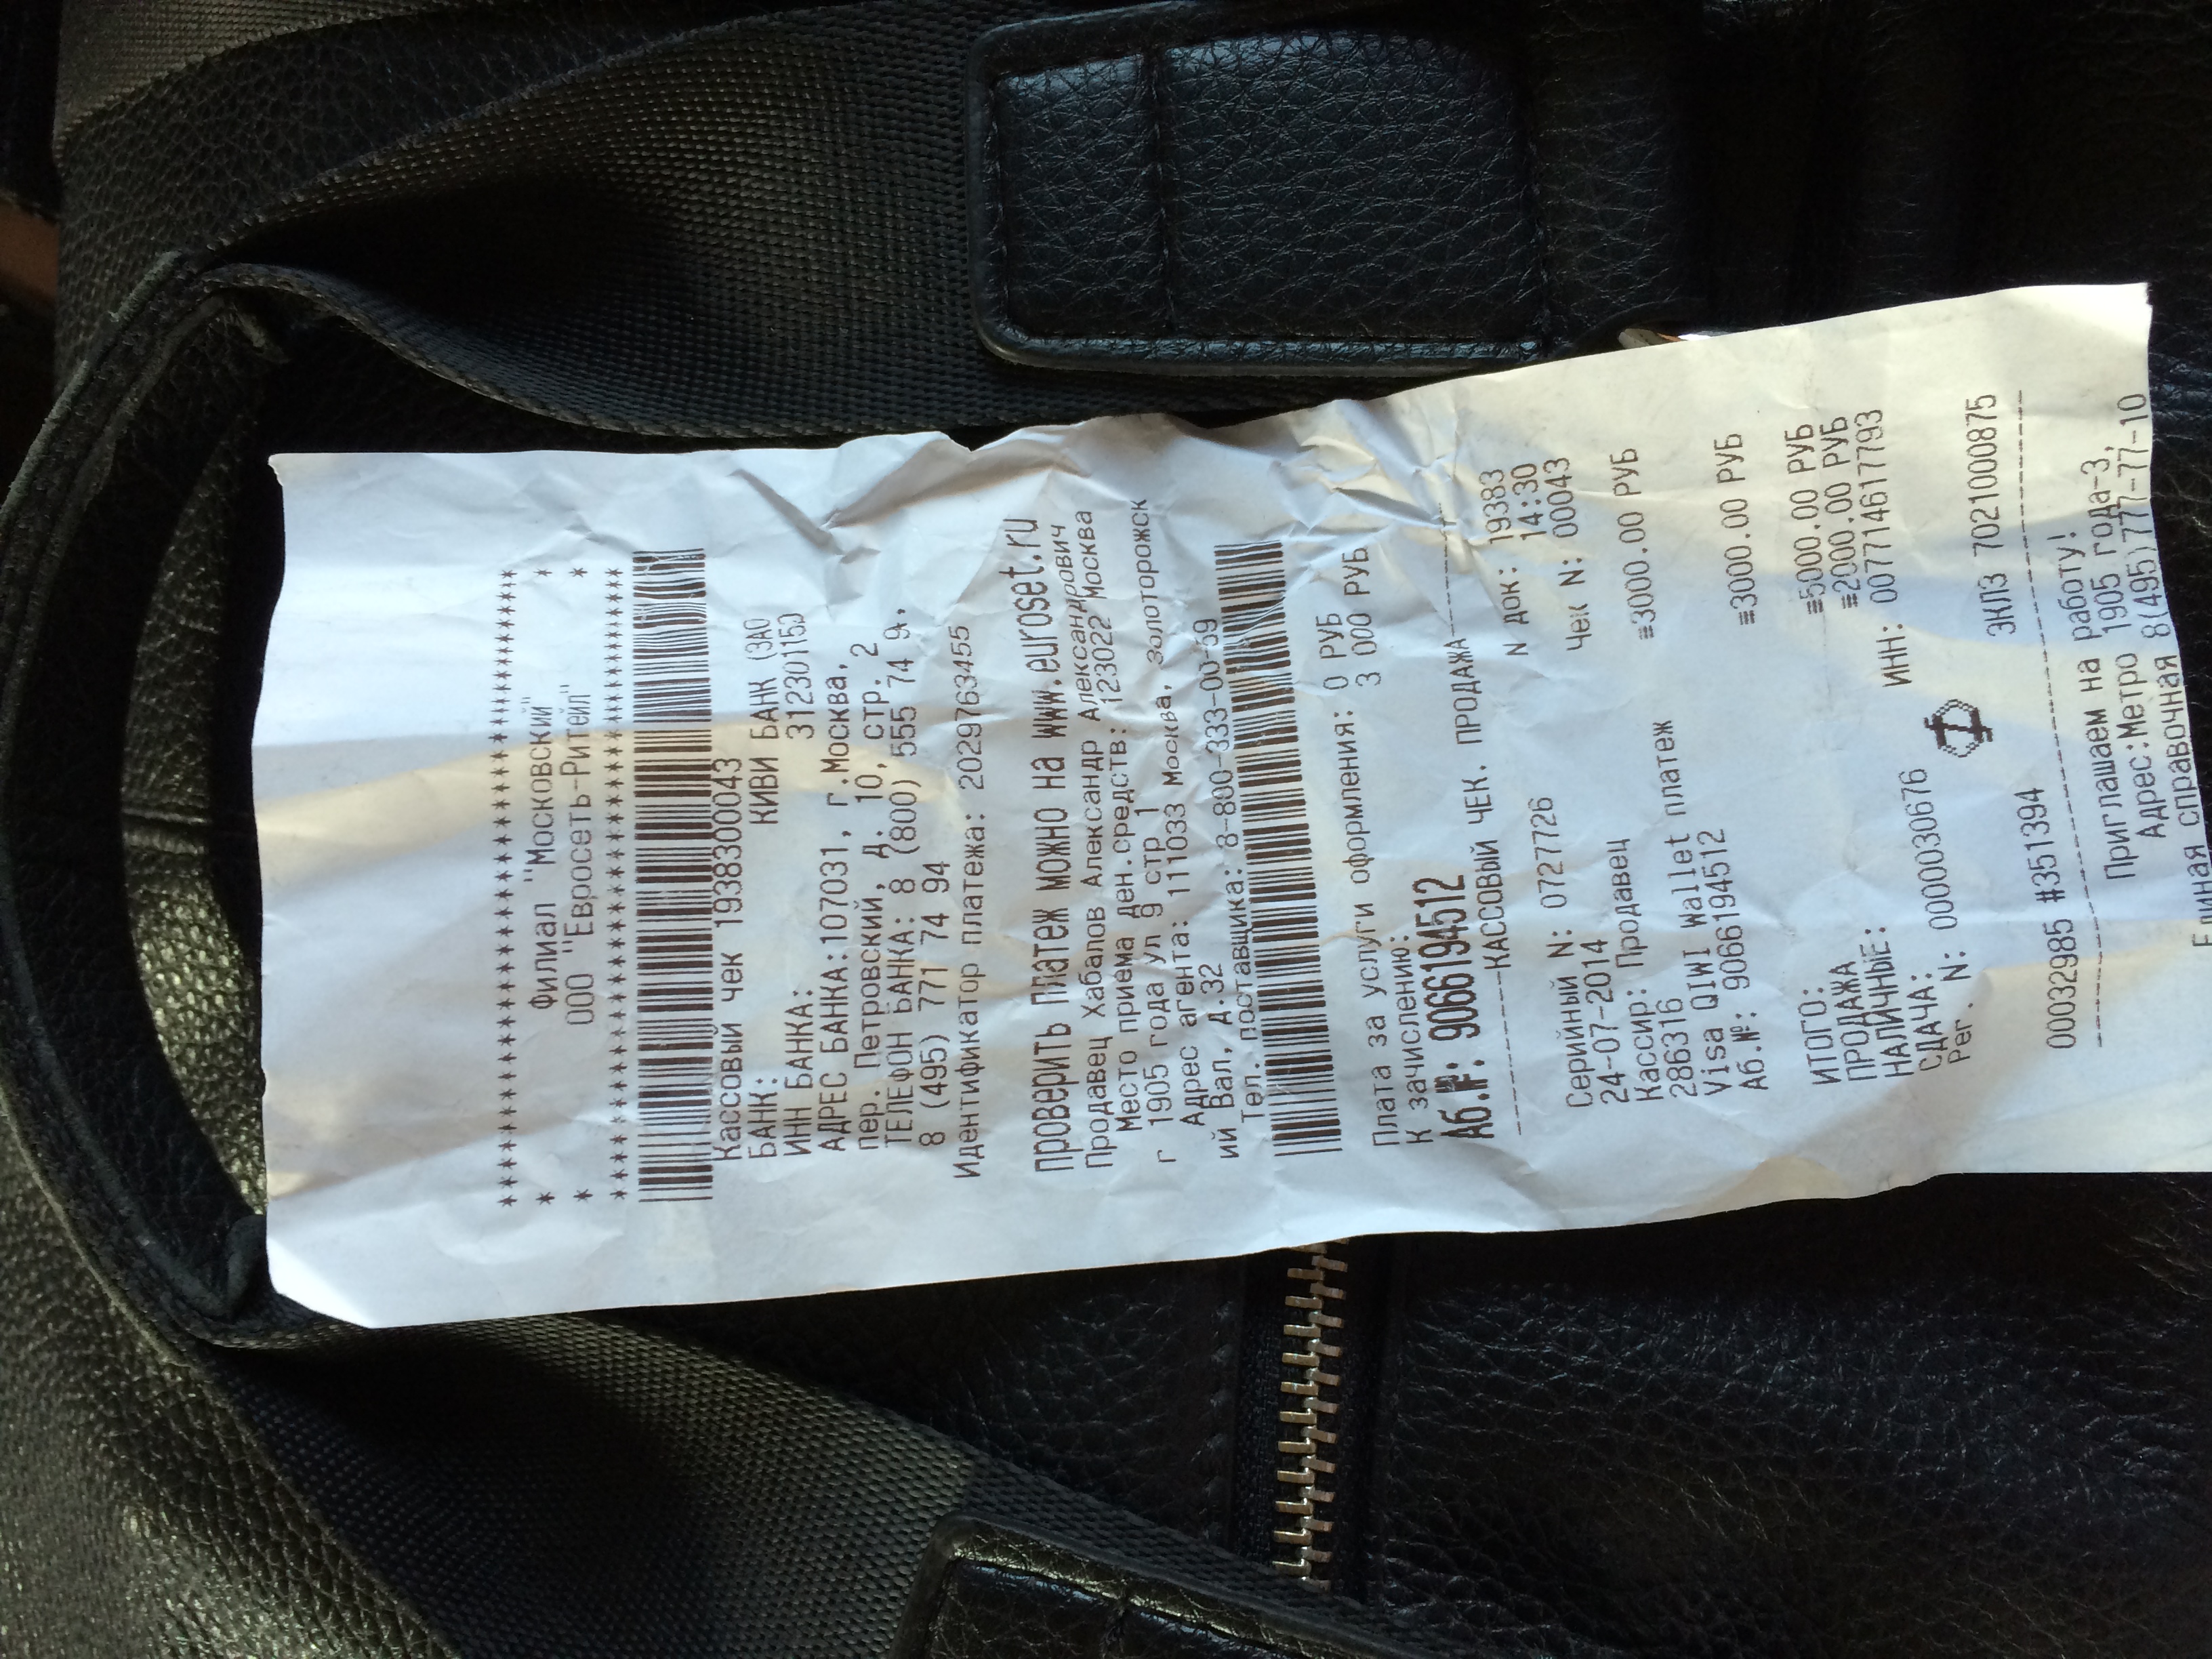 ****************************************
* Филиал "Московский" *
* ООО "Евросеть-Ритейл" *
****************************************
Кассовый чек 1938300043
БАНК: КИВИ БАНК (ЗАО
ИНН БАНКА: 3123011520
АДРЕС БАНКА:107031, г.Москва,
пер. Петровский, д. 10, стр. 2
ТЕЛЕФОН БАНКА: 8 (800) 555 74 94,
8 (495) 771 74 94
Идентификатор платежа: 2029763455
проверить платеж можно на www.euroset.ru
Продавец Хабалов Александр Александрович
Место приема ден.средств: 123022 Москва
г 1905 года ул 9 стр 1
Адрес агента: 111033 Москва, Золоторожск
ий Вал, д.32
Тел. поставщика: 8-800-333-00-59
Плата за услуги оформления: 0 РУБ
К зачислению: 3 000 РУБ
Аб.№: 9066194512
--------КАССОВЫЙ ЧЕК. ПРОДАЖА--------
Серийный N: 0727726 N док: 19383
24-07-2014 14:30
Кассир: Продавец Чек N: 00043
286316
Visa QIWI Wallet платеж ≡3000.00 РУБ
Аб.№: 9066194512
ИТОГО: ≡3000.00 РУБ
ПРОДАЖА
НАЛИЧНЫЕ: ≡5000.00 РУБ
СДАЧА: ≡2000.00 РУБ
Рег. N: 0000030676 ИНН: 007714617793
ЭКЛЗ 7021000875
00032985 #351394
Приглашаем на работу!
Адрес:Метро 1905 года-3,
Единая справочная 8(495)777-77-10